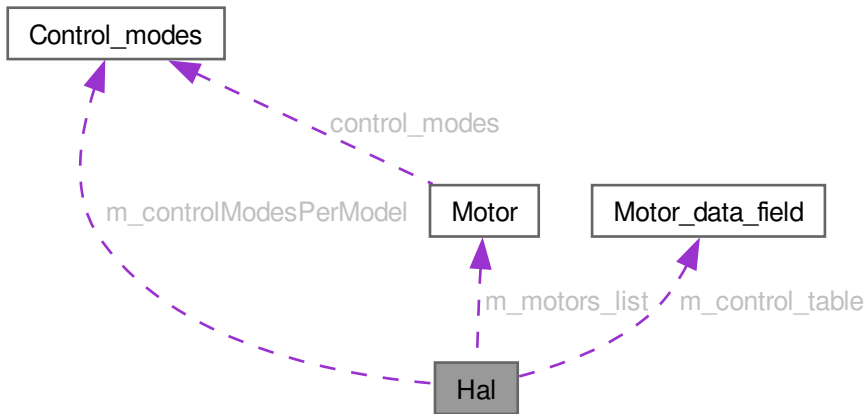 Control_modes
control_modes
m_controlModesPerModel
Motor
Motor_data_field
m_motors_list
m_control_table
Hal